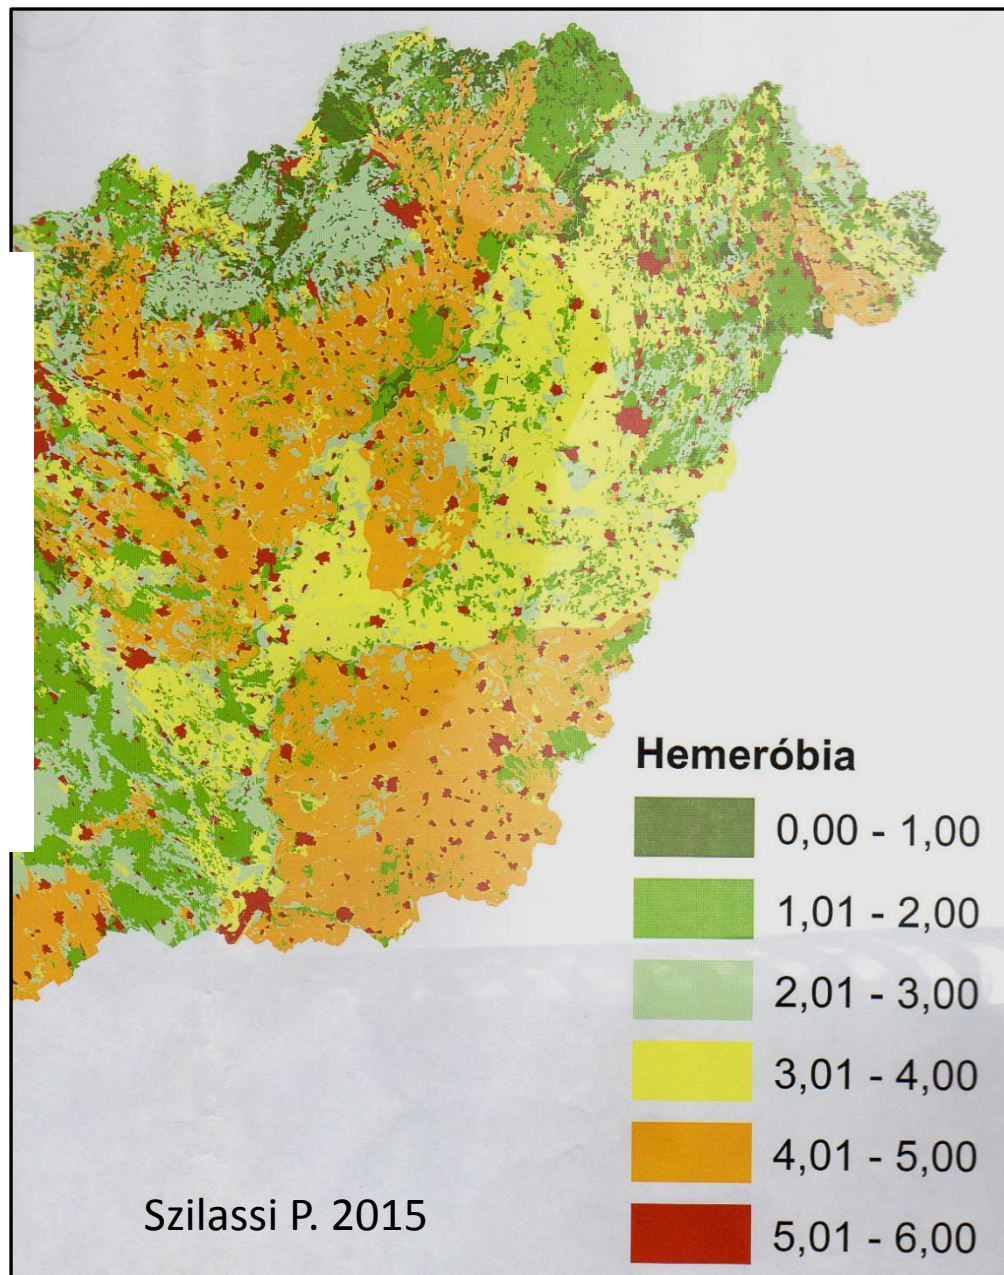 Hemeróbia
0,00 - 1,00
1,01 - 2,00
2,01 - 3,00
3,01 - 4,00
4,01 - 5,00
5,01 - 6,00
Szilassi P. 2015